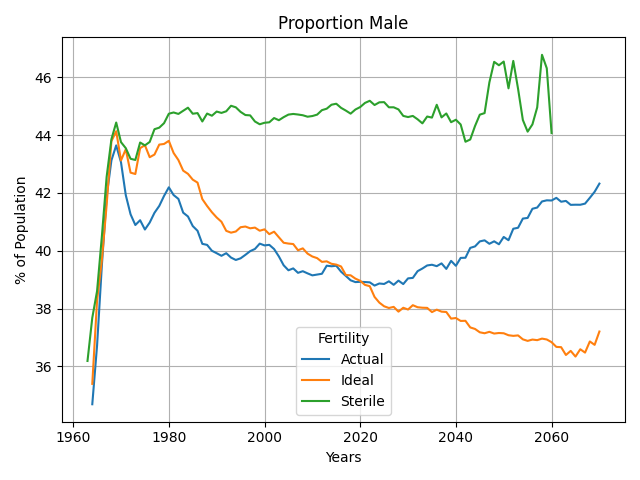 Proportion Male
% of Population
46
44
42
40
38
36
1960
1980
2000
2020
2040
2060
Years
Fertility
Actual
Ideal
Sterile